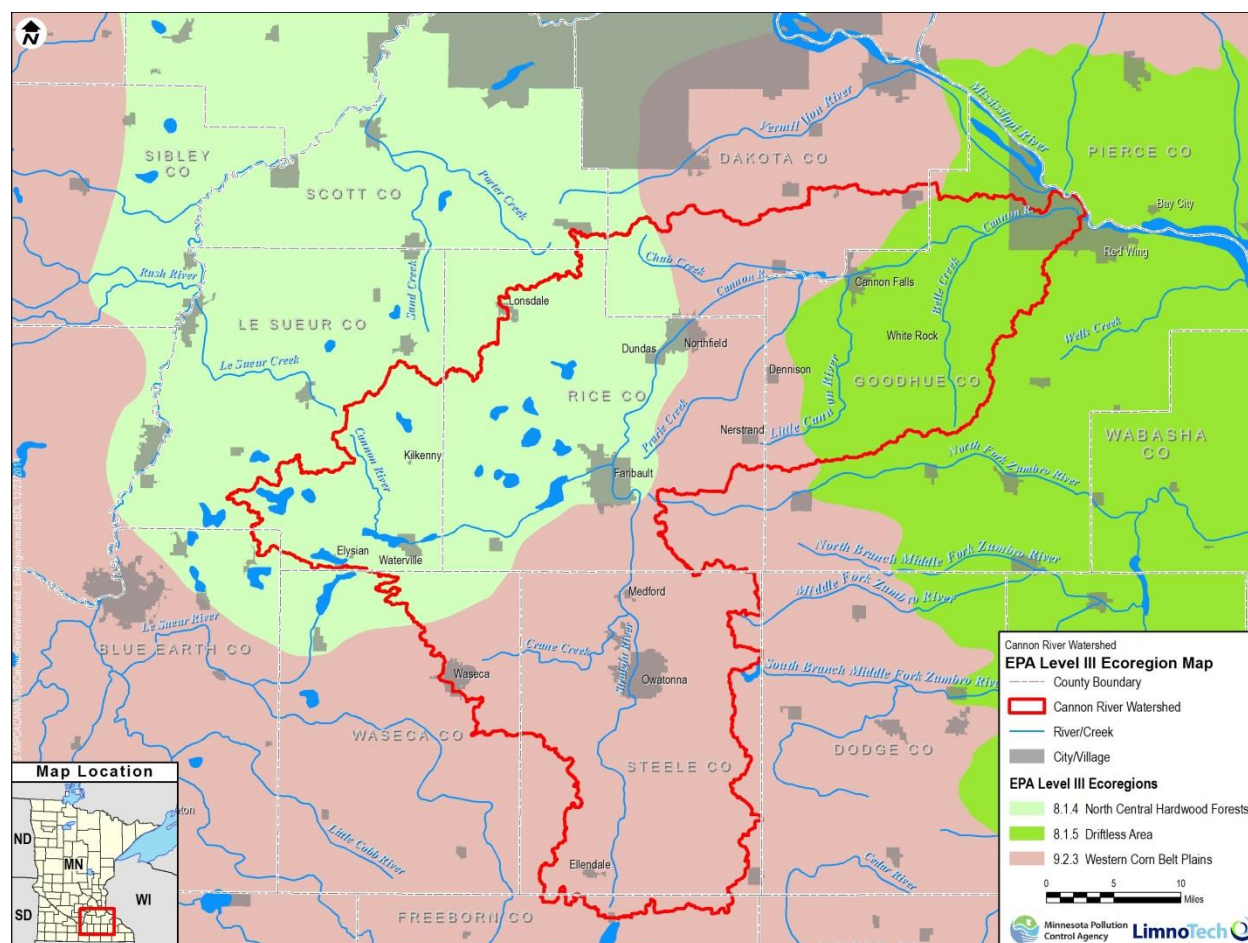 N
Mississippi River
Vermillion River
PIERCE CO
DAKOTA CO
SIBLEY
CO
SCOTT CO
Porter Creek
Bay City
Cannon R.
Red Wing
Rush River
Sand Creek
Chub Creek
Cannon R.
Cannon Falls
Belle Creek
Lonsdale
LE SUEUR CO
White Rock
Wells Creek
Le Sueur Creek
Dundas
Northfield
Dennison
GOODHUE CO
RICE CO
Prarie Creek
Little Cannon River
Nerstrand
WABASHA
CO
Cannon River
Kilkenny
Faribault
North Fork Zumbro River
Elysian
Waterville
North Branch Middle Fork Zumbro River
Middle Fork Zumbro River
Medford
Le Sueur River
BLUE EARTH CO
Crane Creek
Straight River
Waseca
Owatonna
South Branch Middle Fork Zumbro River
WASECA CO
STEELE CO
DODGE CO
Little Cobb River
Ellendale
Cedar River
FREEBORN CO
Cannon River Watershed
EPA Level III Ecoregion Map
County Boundary
Cannon River Watershed
River/Creek
City/Village
EPA Level III Ecoregions
8.1.4 North Central Hardwood Forests
8.1.5 Driftless Area
9.2.3 Western Corn Belt Plains
0 5 10
Miles
Minnesota Pollution
Control Agency
LimnoTech
Map Location
ND
MN
SD
WI